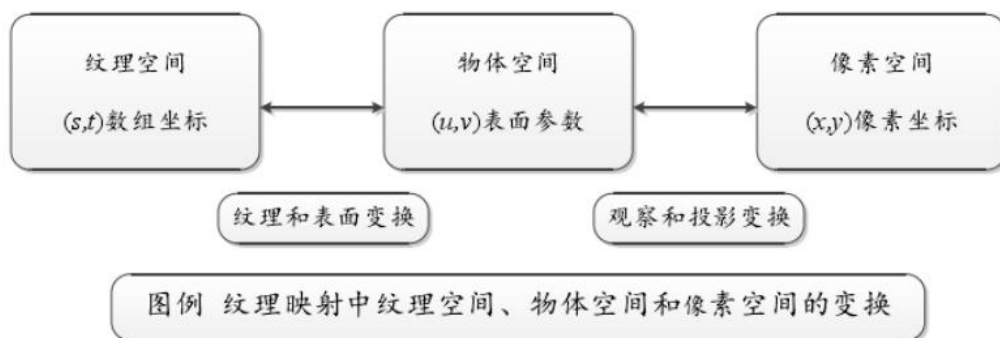 纹理空间
(s,t)数组坐标
物体空间
(u,v)表面参数
像素空间
(x,y)像素坐标
纹理和表面变换
观察和投影变换
图例 纹理映射中纹理空间、物体空间和像素空间的变换